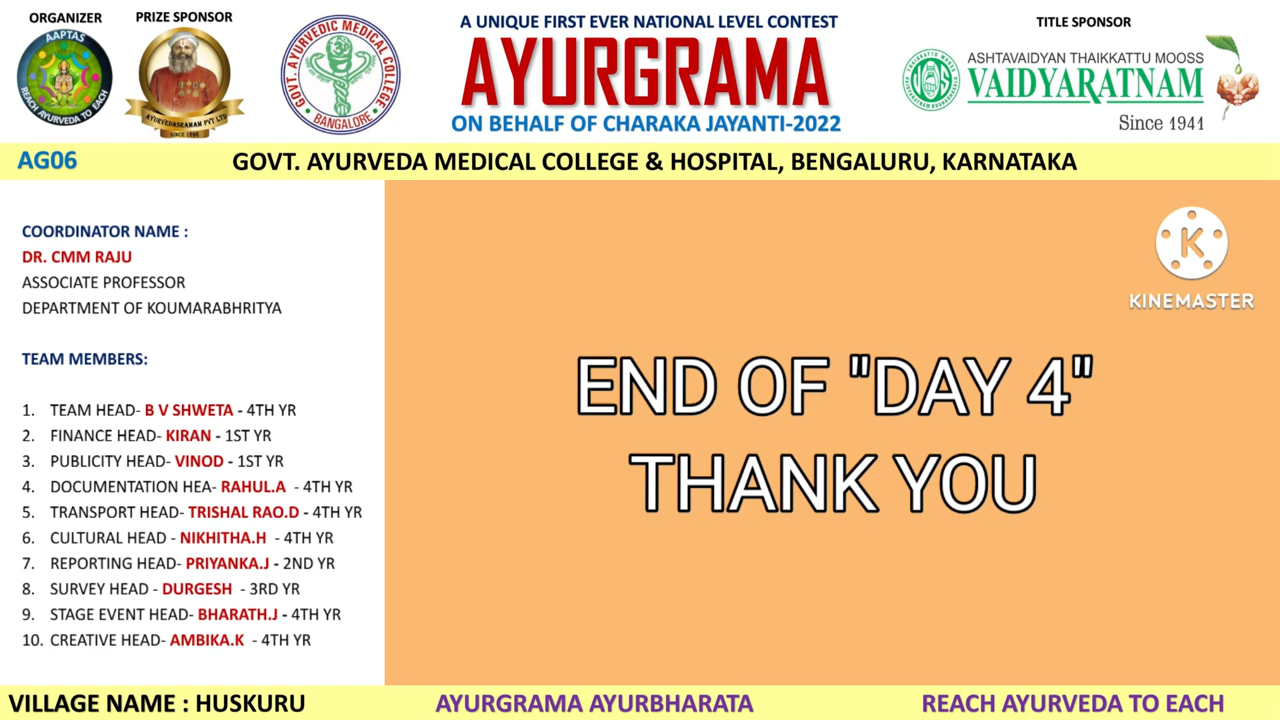 ORGANIZER
AAPTAS
REACH AYURVEDA TO EACH
PRIZE SPONSOR
AYURVEDASRAMAM PVT LTD
SINCE 1898
GOVT. AYURVEDIC MEDICAL COLLEGE
BANGALORE
A UNIQUE FIRST EVER NATIONAL LEVEL CONTEST
AYURGRAMA
ON BEHALF OF CHARAKA JAYANTI-2022
TITLE SPONSOR
ASHTAVAIDYAN THAIKKATTU MOOSS
VAIDYARATNAM
Since 1941
AG06
GOVT. AYURVEDA MEDICAL COLLEGE & HOSPITAL, BENGALURU, KARNATAKA
COORDINATOR NAME :
DR. CMM RAJU
ASSOCIATE PROFESSOR
DEPARTMENT OF KOUMARABHRITYA
TEAM MEMBERS:
1. TEAM HEAD- B V SHWETA - 4TH YR
2. FINANCE HEAD- KIRAN - 1ST YR
3. PUBLICITY HEAD- VINOD - 1ST YR
4. DOCUMENTATION HEA- RAHUL.A - 4TH YR
5. TRANSPORT HEAD- TRISHAL RAO.D - 4TH YR
6. CULTURAL HEAD - NIKHITHA.H - 4TH YR
7. REPORTING HEAD- PRIYANKA.J - 2ND YR
8. SURVEY HEAD - DURGESH - 3RD YR
9. STAGE EVENT HEAD- BHARATH.J - 4TH YR
10. CREATIVE HEAD- AMBIKA.K - 4TH YR
K
KINEMASTER
END OF "DAY 4"
THANK YOU
VILLAGE NAME : HUSKURU
AYURGRAMA AYURBHARATA
REACH AYURVEDA TO EACH